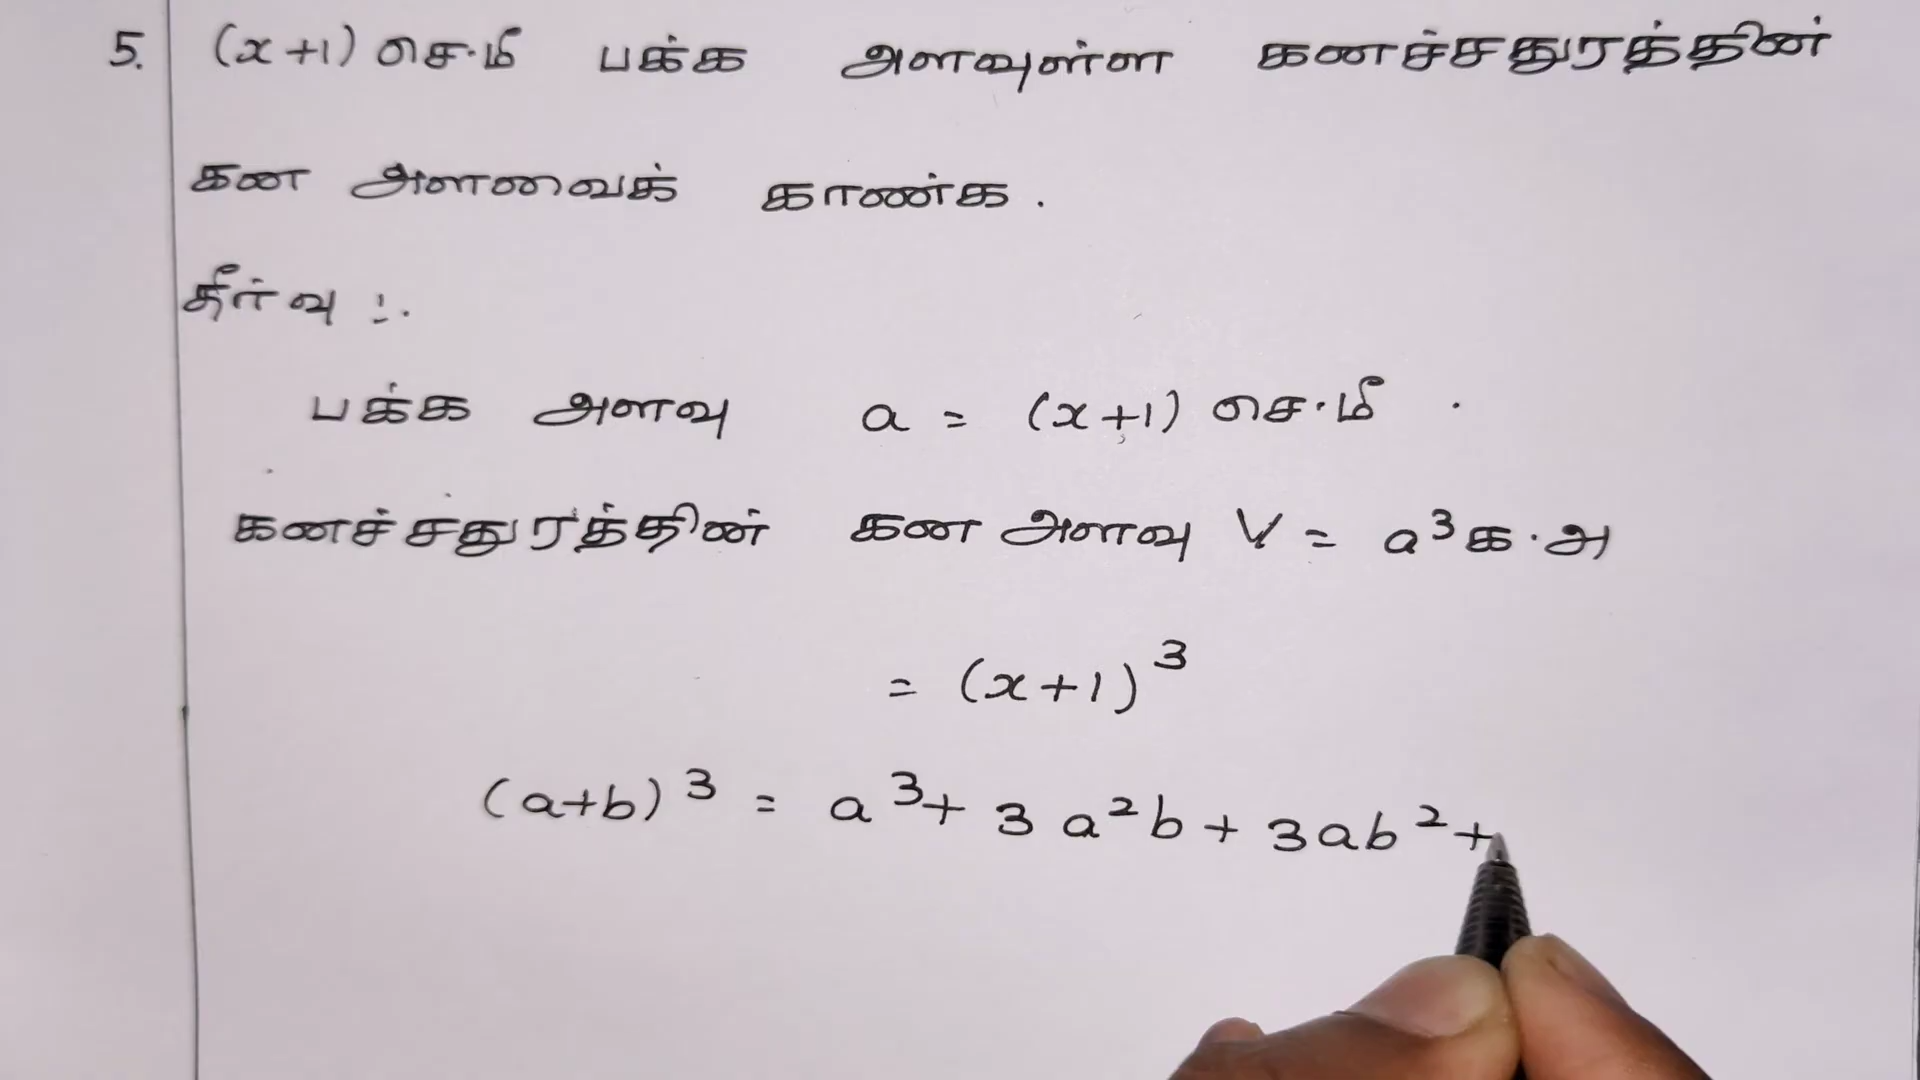 5. (x+1) செ.மீ பக்க அளவுள்ள கனச்சதுரத்தின்
கன அளவைக் காண்க.
தீர்வு :.
பக்க அளவு a = (x+1) செ.மீ.
கனச்சதுரத்தின் கன அளவு V = a³ க.அ
= (x+1)³
(a+b)³ = a³+ 3a²b + 3ab² +